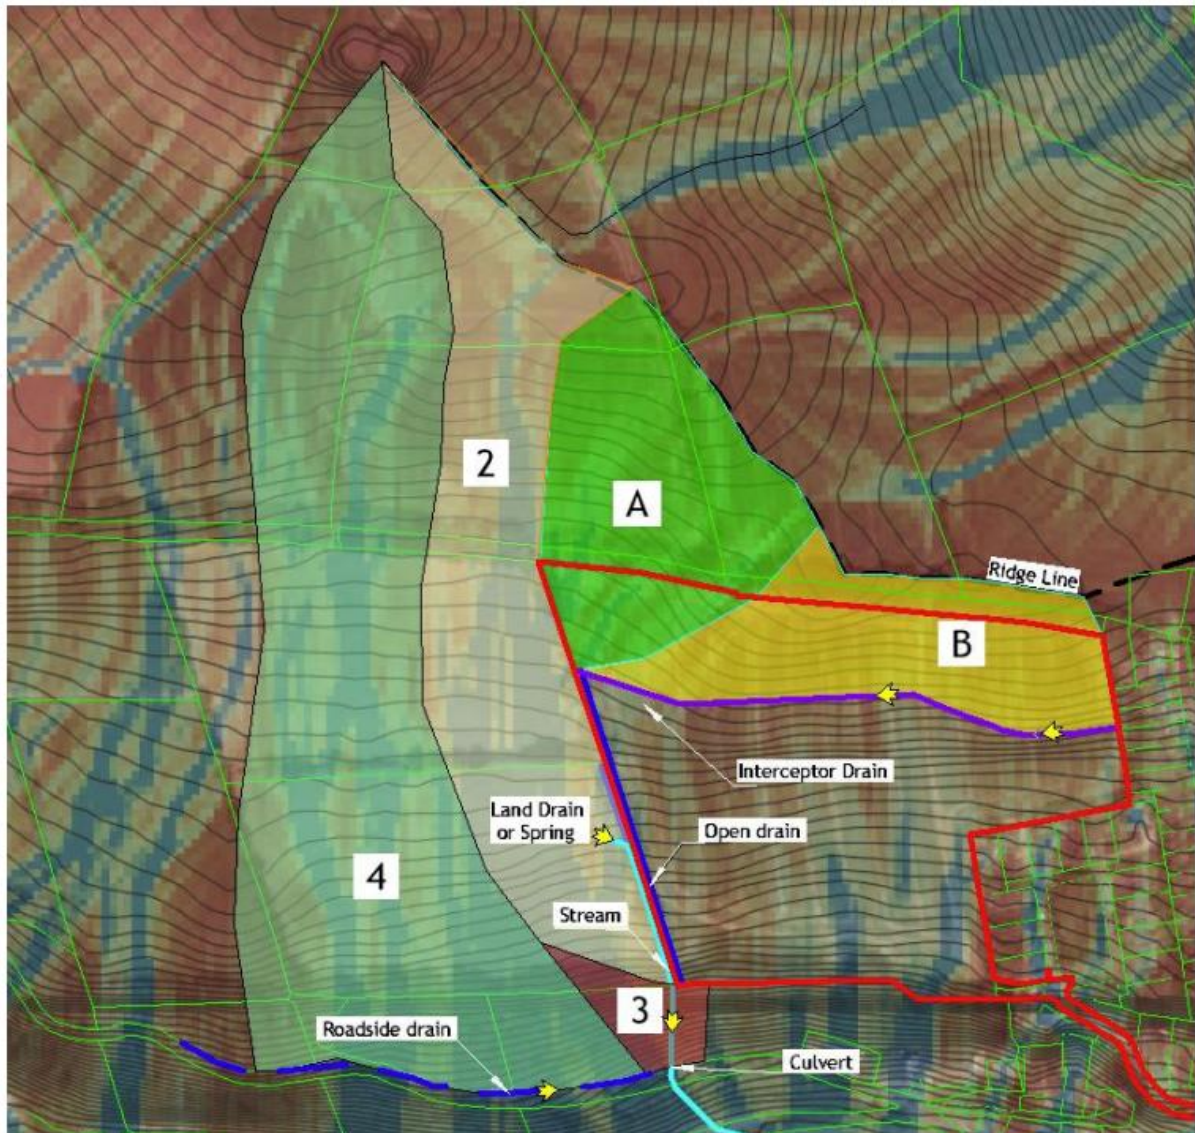 2
A
Ridge Line
B
Interceptor Drain
Land Drain
or Spring
Open drain
4
Stream
3
Roadside drain
Culvert